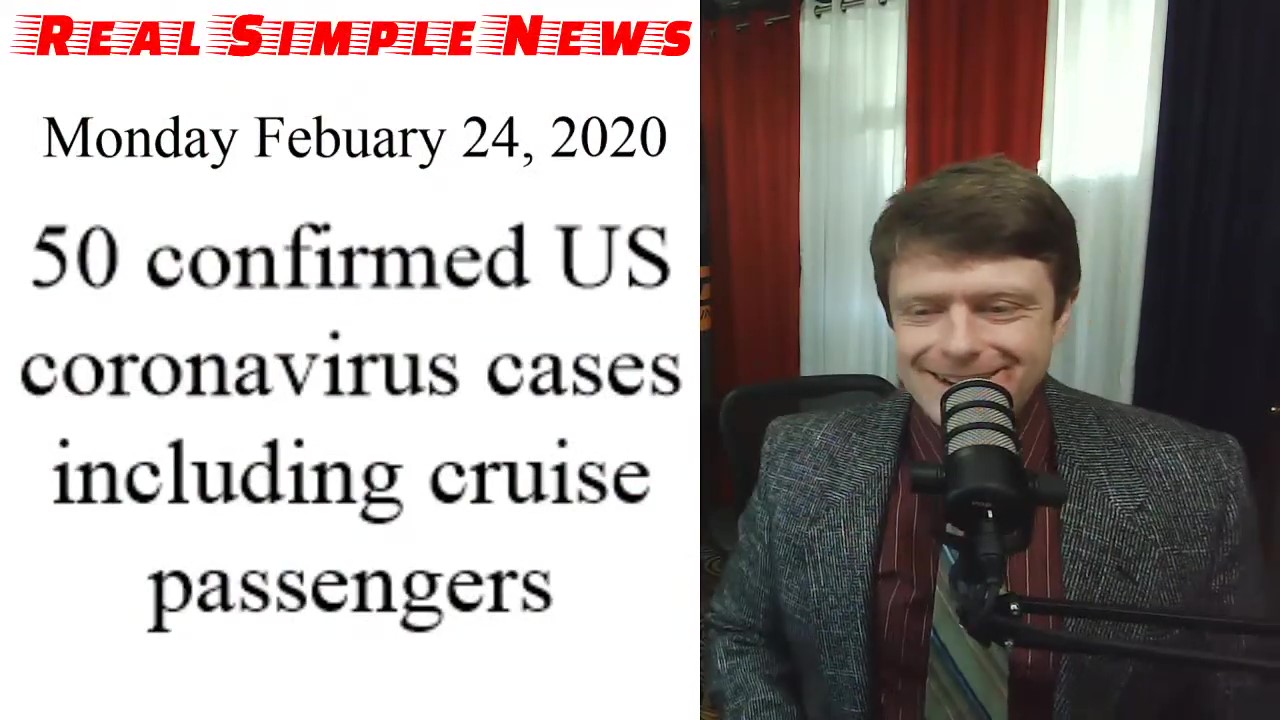 REAL SIMPLE NEWS
Monday Febuary 24, 2020
50 confirmed US
coronavirus cases
including cruise
passengers